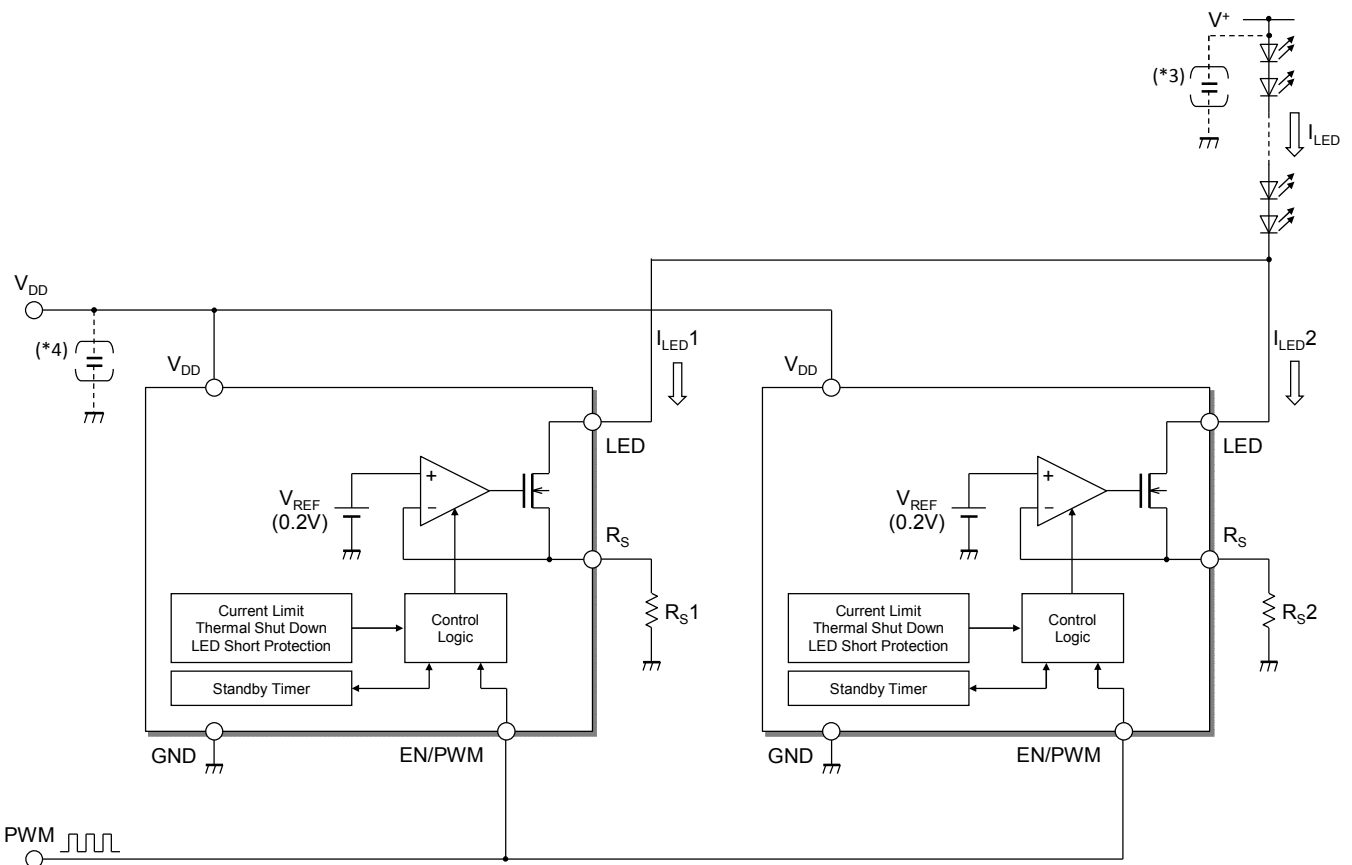 V+
(*3)
ILED
VDD
(*4)
VDD
ILED1
VDD
ILED2
LED
VREF
(0.2V)
+
−
RS
RS1
Current Limit
Thermal Shut Down
LED Short Protection
Control
Logic
Standby Timer
GND
EN/PWM
LED
VREF
(0.2V)
+
−
RS
RS2
Current Limit
Thermal Shut Down
LED Short Protection
Control
Logic
Standby Timer
GND
EN/PWM
PWM